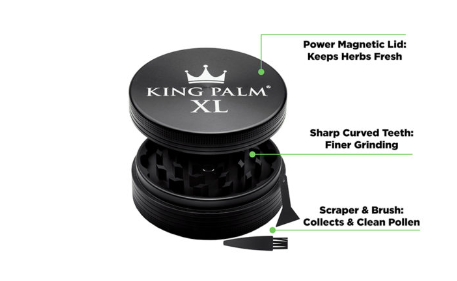 Power Magnetic Lid:
Keeps Herbs Fresh
KING PALM®
XL
Sharp Curved Teeth:
Finer Grinding
Scraper & Brush:
Collects & Clean Pollen